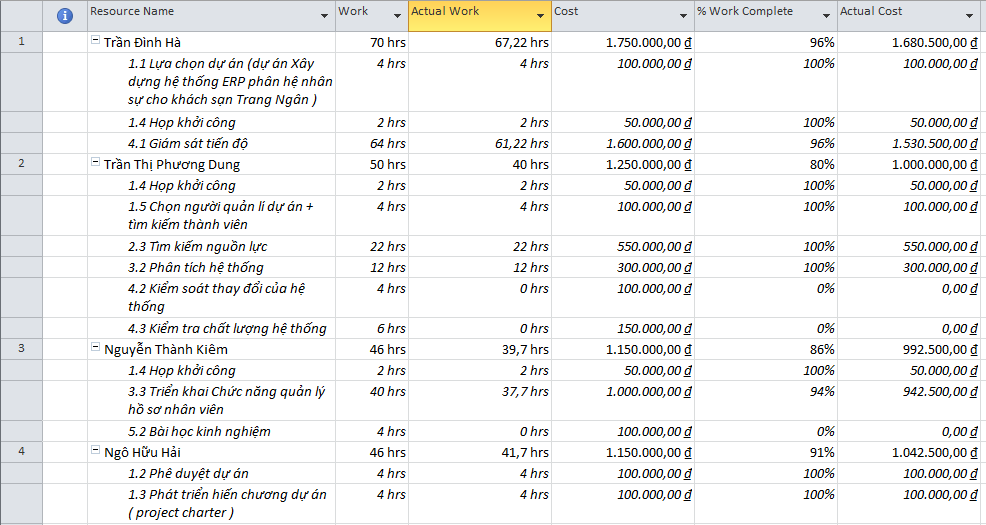 Resource Name Work Actual Work Cost % Work Complete Actual Cost
1 Trần Đình Hà 70 hrs 67,22 hrs 1.750.000,00 ₫ 96% 1.680.500,00 ₫
1.1 Lựa chọn dự án (dự án Xây 4 hrs 4 hrs 100.000,00 ₫ 100% 100.000,00 ₫
dựng hệ thống ERP phân hệ nhân
sự cho khách sạn Trang Ngân )
1.4 Họp khởi công 2 hrs 2 hrs 50.000,00 ₫ 100% 50.000,00 ₫
4.1 Giám sát tiến độ 64 hrs 61,22 hrs 1.600.000,00 ₫ 96% 1.530.500,00 ₫
2 Trần Thị Phương Dung 50 hrs 40 hrs 1.250.000,00 ₫ 80% 1.000.000,00 ₫
1.4 Họp khởi công 2 hrs 2 hrs 50.000,00 ₫ 100% 50.000,00 ₫
1.5 Chọn người quản lí dự án + 4 hrs 4 hrs 100.000,00 ₫ 100% 100.000,00 ₫
tìm kiếm thành viên
2.3 Tìm kiếm nguồn lực 22 hrs 22 hrs 550.000,00 ₫ 100% 550.000,00 ₫
3.2 Phân tích hệ thống 12 hrs 12 hrs 300.000,00 ₫ 100% 300.000,00 ₫
4.2 Kiểm soát thay đổi của hệ 4 hrs 0 hrs 100.000,00 ₫ 0% 0,00 ₫
thống
4.3 Kiểm tra chất lượng hệ thống 6 hrs 0 hrs 150.000,00 ₫ 0% 0,00 ₫
3 Nguyễn Thành Kiêm 46 hrs 39,7 hrs 1.150.000,00 ₫ 86% 992.500,00 ₫
1.4 Họp khởi công 2 hrs 2 hrs 50.000,00 ₫ 100% 50.000,00 ₫
3.3 Triển khai Chức năng quản lý 40 hrs 37,7 hrs 1.000.000,00 ₫ 94% 942.500,00 ₫
hồ sơ nhân viên
5.2 Bài học kinh nghiệm 4 hrs 0 hrs 100.000,00 ₫ 0% 0,00 ₫
4 Ngô Hữu Hải 46 hrs 41,7 hrs 1.150.000,00 ₫ 91% 1.042.500,00 ₫
1.2 Phê duyệt dự án 4 hrs 4 hrs 100.000,00 ₫ 100% 100.000,00 ₫
1.3 Phát triển hiến chương dự án 4 hrs 4 hrs 100.000,00 ₫ 100% 100.000,00 ₫
( project charter )